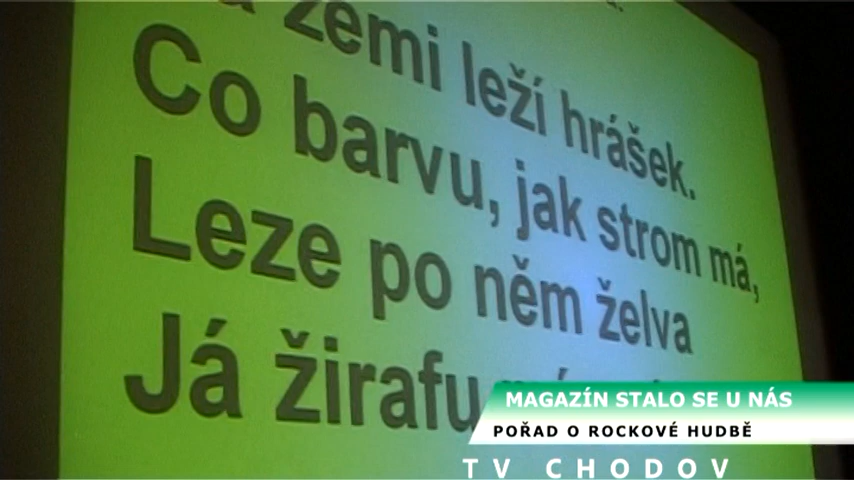 zemi leží hrášek.
Co barvu, jak strom má,
Leze po něm želva
Já žirafu
MAGAZÍN STALO SE U NÁS
POŘAD O ROCKOVÉ HUDBĚ
TV CHODOV